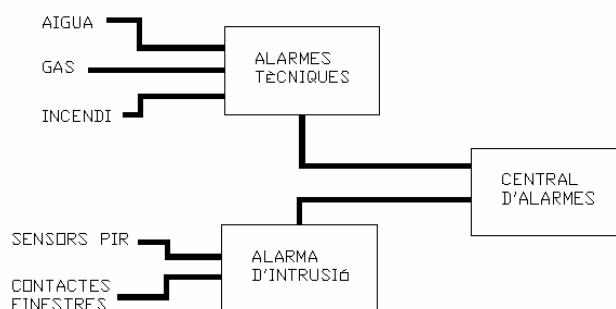 AIGUA
GAS
INCENDI
ALARMES
TÈCNIQUES
CENTRAL
D'ALARMES
SENSORS PIR
CONTACTES
FINESTRES
ALARMA
D'INTRUSIÓ